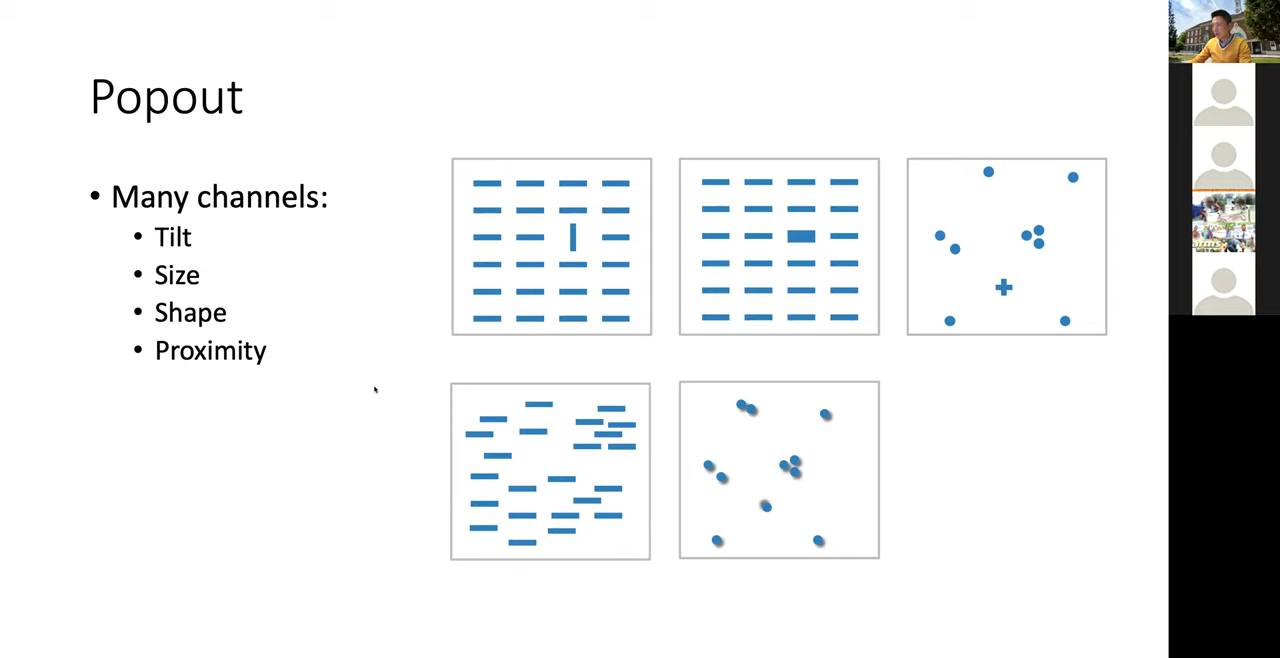 Popout
• Many channels:
• Tilt
• Size
• Shape
• Proximity